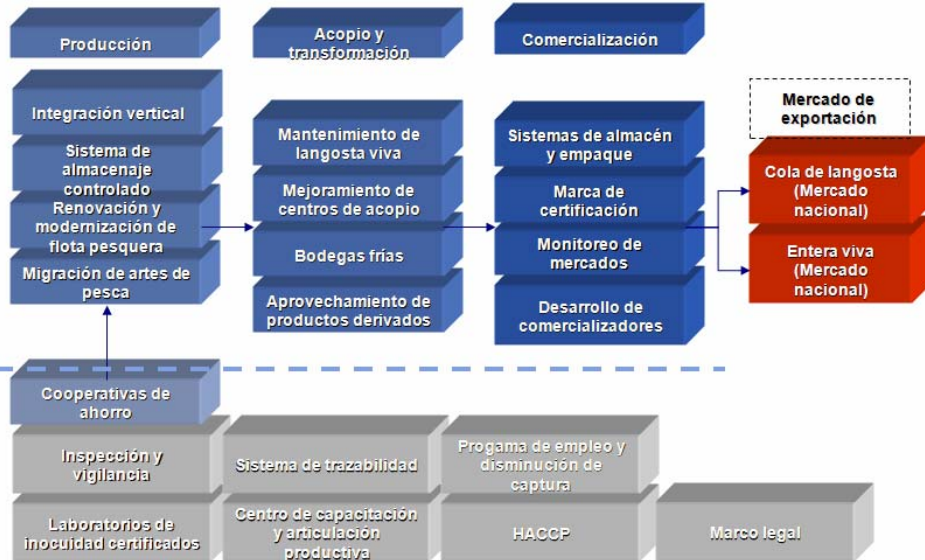 Producción
Acopio y
transformación
Comercialización
Integración vertical
Sistema de
almacenaje
controlado
Renovación y
modernización de
flota pesquera
Migración de artes de
pesca
Mantenimiento de
langosta viva
Mejoramiento de
centros de acopio
Bodegas frías
Aprovechamiento de
productos derivados
Sistemas de almacén
y empaque
Marca de
certificación
Monitoreo de
mercados
Desarrollo de
comercializadores
Mercado de
exportación
Cola de langosta
(Mercado
nacional)
Entera viva
(Mercado
nacional)
Cooperativas de
ahorro
Inspección y
vigilancia
Sistema de trazabilidad
Progama de empleo y
disminución de
captura
Laboratorios de
inocuidad certificados
Centro de capacitación
y articulación
productiva
HACCP
Marco legal